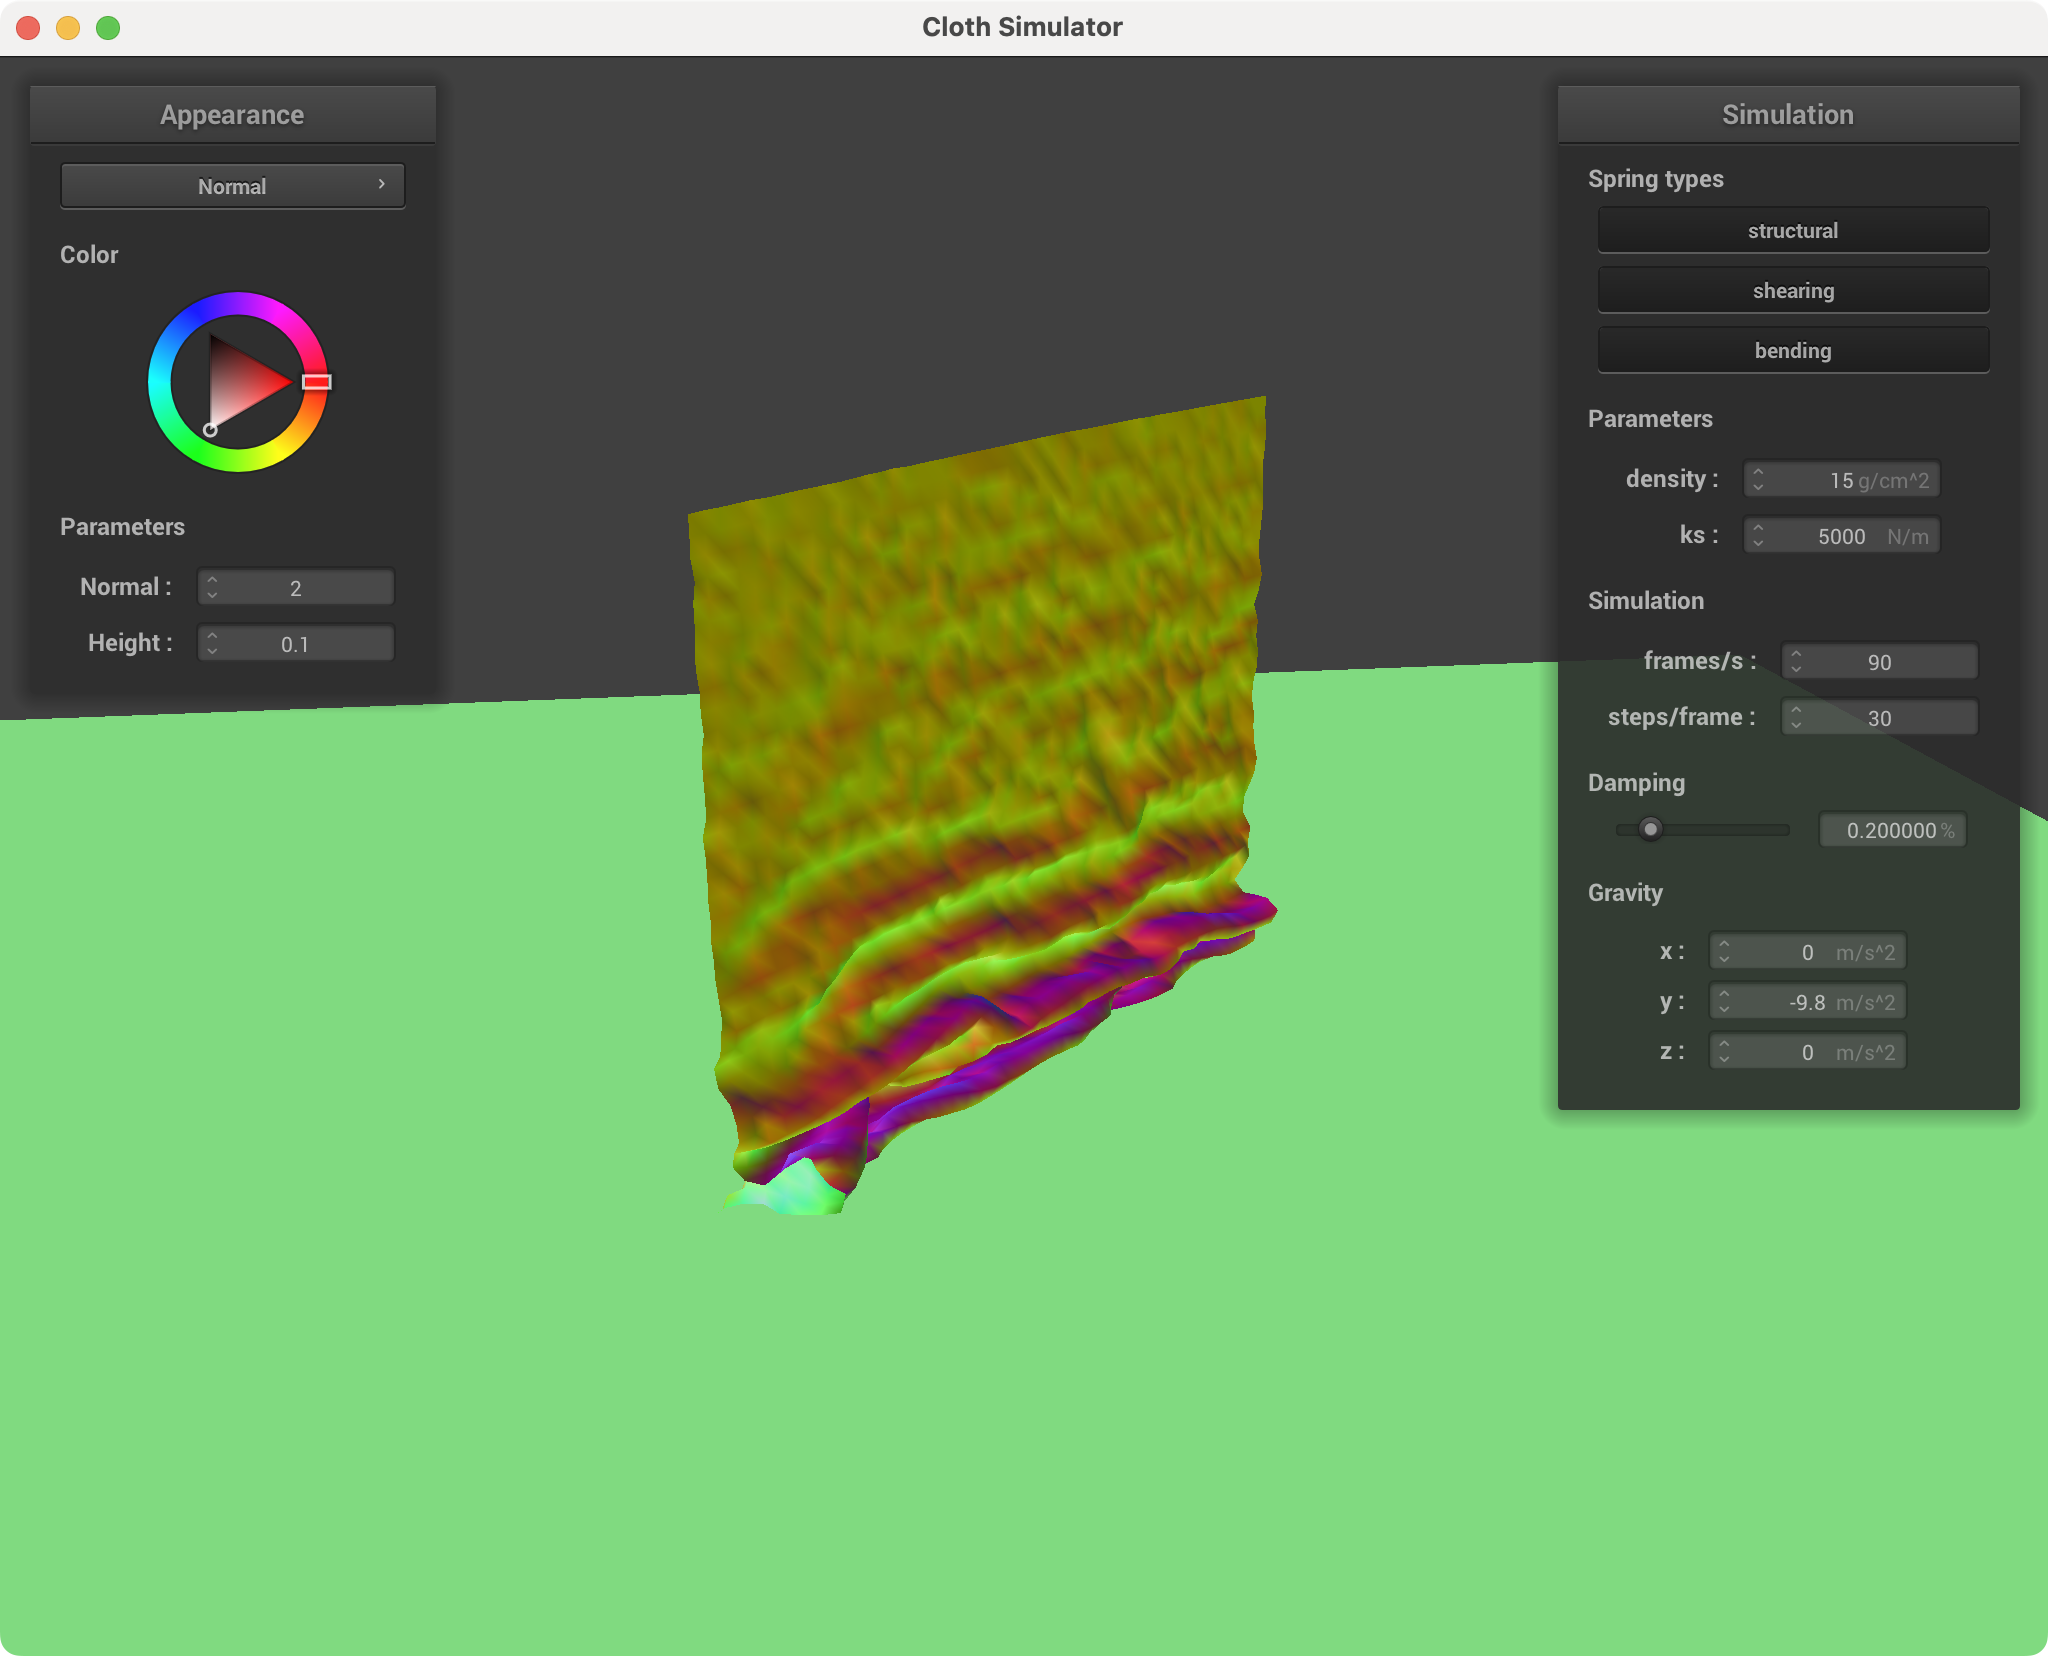 Cloth Simulator
Appearance
Normal
Color
Parameters
Normal : 2
Height : 0.1
Simulation
Spring types
structural
shearing
bending
Parameters
density : 15 g/cm^2
ks : 5000 N/m
Simulation
frames/s : 90
steps/frame : 30
Damping
0.200000 %
Gravity
x : 0 m/s^2
y : -9.8 m/s^2
z : 0 m/s^2